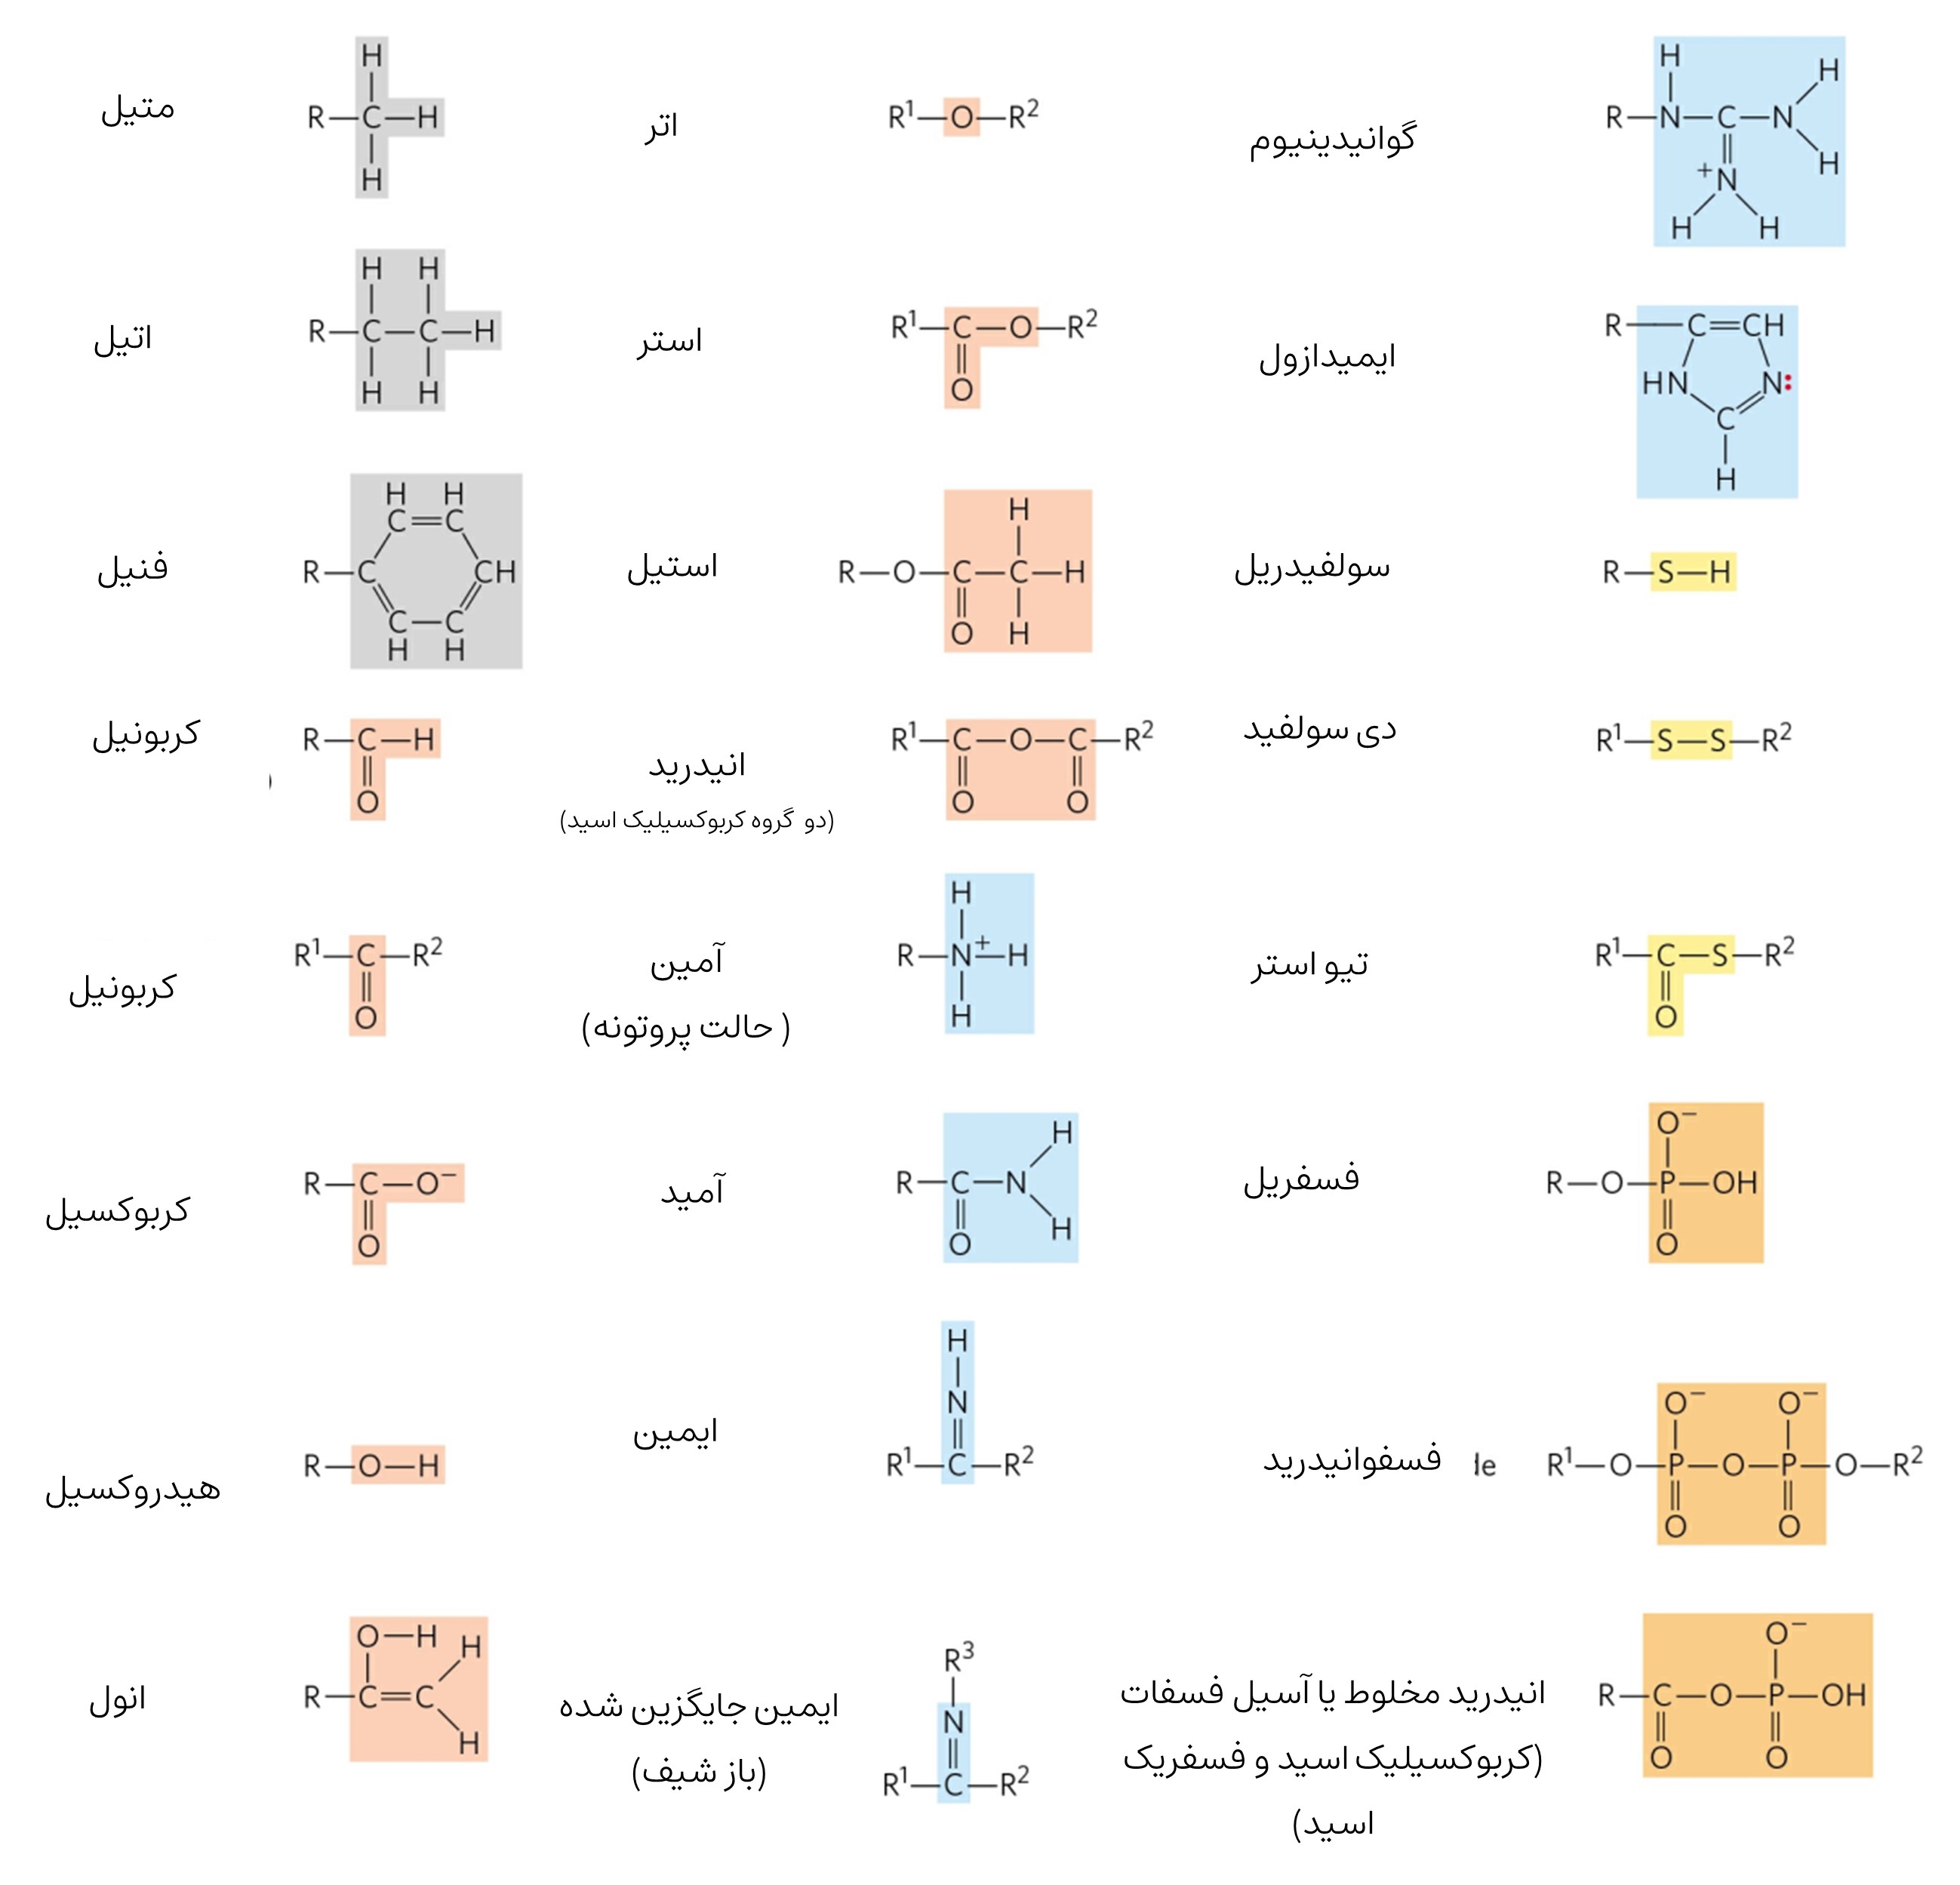 متیل
اتر
گوانیدینیوم
اتیل
استر
ایمیدازول
فنیل
استیل
سولفیدریل
کربونیل
انیدرید
(دو گروه کربوکسیلیک اسید)
دی سولفید
کربونیل
آمین
( حالت پروتونه)
تیو استر
کربوکسیل
آمید
فسفریل
هیدروکسیل
ایمین
فسفوانیدرید
انول
ایمین جایگزین شده
(باز شیف)
انیدرید مخلوط یا آسیل فسفات
(کربوکسیلیک اسید و فسفریک
اسید)